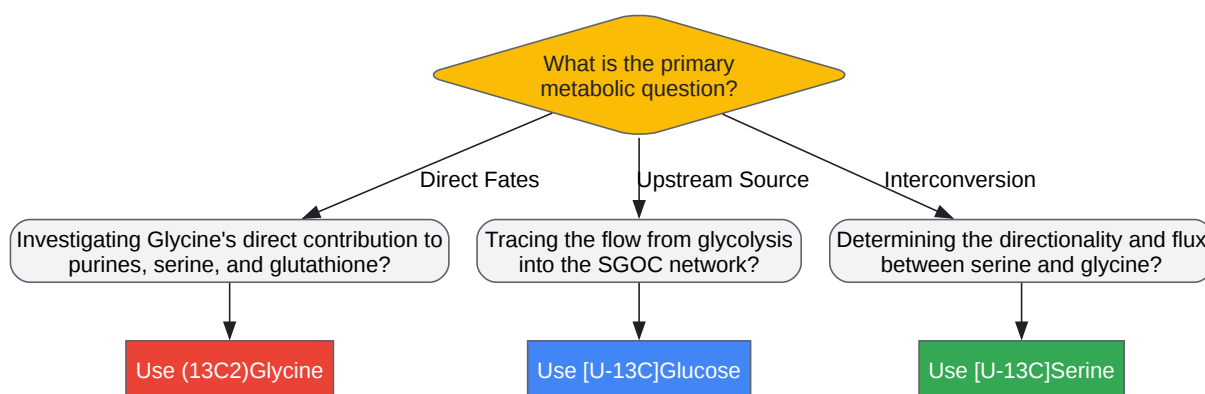 What is the primary
metabolic question?
Direct Fates
Upstream Source
Interconversion
Investigating Glycine's direct contribution to
purines, serine, and glutathione?
Tracing the flow from glycolysis
into the SGOC network?
Determining the directionality and flux
between serine and glycine?
Use (13C2)Glycine
Use [U-13C]Glucose
Use [U-13C]Serine